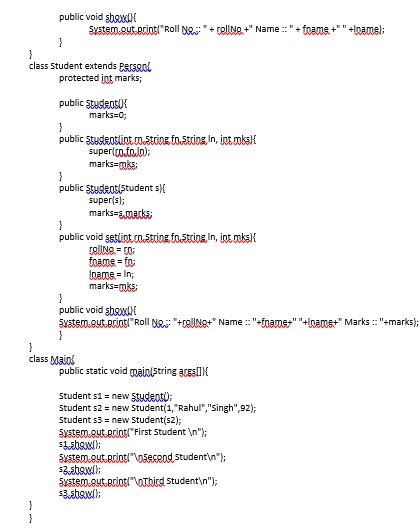 public void show(){
System.out.print("Roll No :: " + rollNo +" Name :: " + fname +" " +lname);
}
}
class Student extends Person{
protected int marks;
public Student(){
marks=0;
}
public Student(int rn,String fn,String ln, int mks){
super(rn,fn,ln);
marks=mks;
}
public Student(Student s){
super(s);
marks=s.marks;
}
public void set(int rn,String fn,String ln, int mks){
rollNo = rn;
fname = fn;
lname = ln;
marks=mks;
}
public void show(){
System.out.print("Roll No :: "+rollNo+" Name :: "+fname+" "+lname+" Marks :: "+marks);
}
}
class Main{
public static void main(String args[]){
Student s1 = new Student();
Student s2 = new Student(1,"Rahul","Singh",92);
Student s3 = new Student(s2);
System.out.print("First Student \n");
s1.show();
System.out.print("\nSecond Student\n");
s2.show();
System.out.print("\nThird Student\n");
s3.show();
}
}